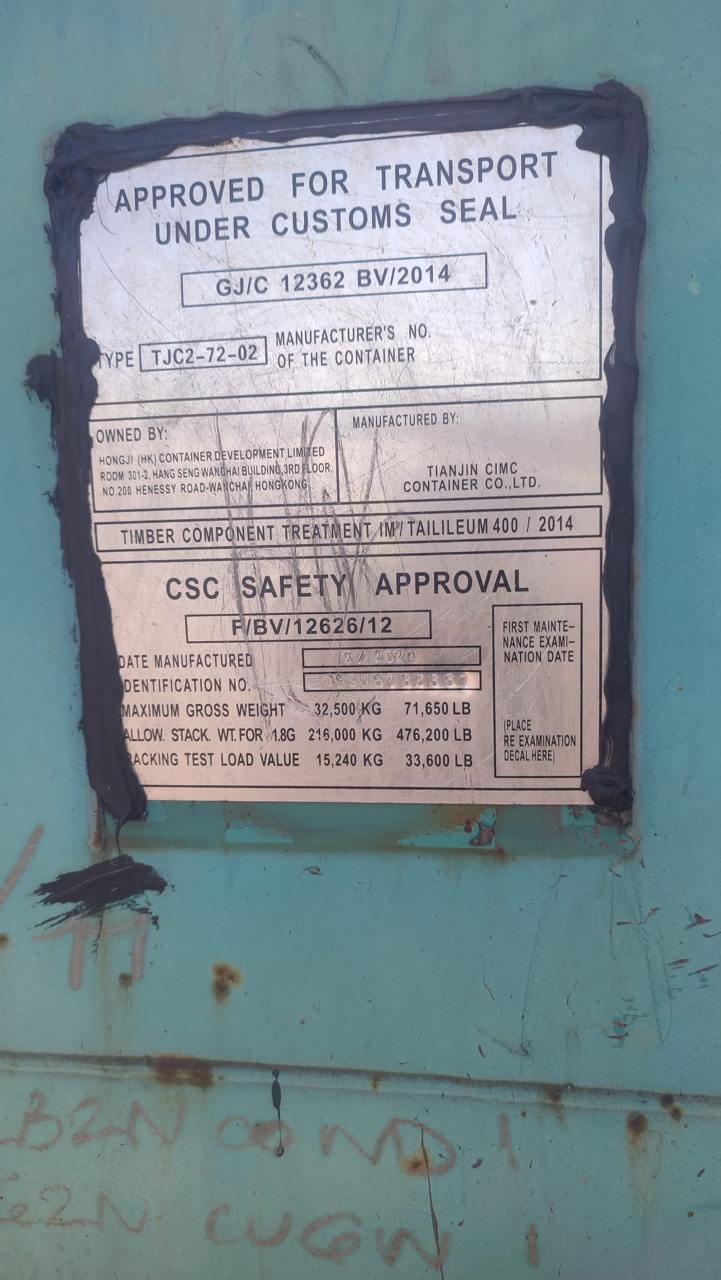 APPROVED FOR TRANSPORT
UNDER CUSTOMS SEAL
GJ/C 12362 BV/2014
TYPE TJC2-72-02
MANUFACTURER'S NO.
OF THE CONTAINER
OWNED BY:
HONGJI (HK) CONTAINER DEVELOPMENT LIMITED
ROOM 301-2, HANG SENG WANCHAI BUILDING, 3RD FLOOR,
NO.200 HENESSY ROAD-WANCHAI HONGKONG
MANUFACTURED BY:
TIANJIN CIMC
CONTAINER CO.,LTD.
TIMBER COMPONENT TREATMENT IM/TAILILEUM 400 / 2014
CSC SAFETY APPROVAL
F/BV/12626/12
DATE MANUFACTURED
IDENTIFICATION NO.
MAXIMUM GROSS WEIGHT 32,500 KG 71,650 LB
ALLOW. STACK. WT. FOR 1.8G 216,000 KG 476,200 LB
RACKING TEST LOAD VALUE 15,240 KG 33,600 LB
FIRST MAINTE-
NANCE EXAMI-
NATION DATE
(PLACE
RE EXAMINATION
DECAL HERE)